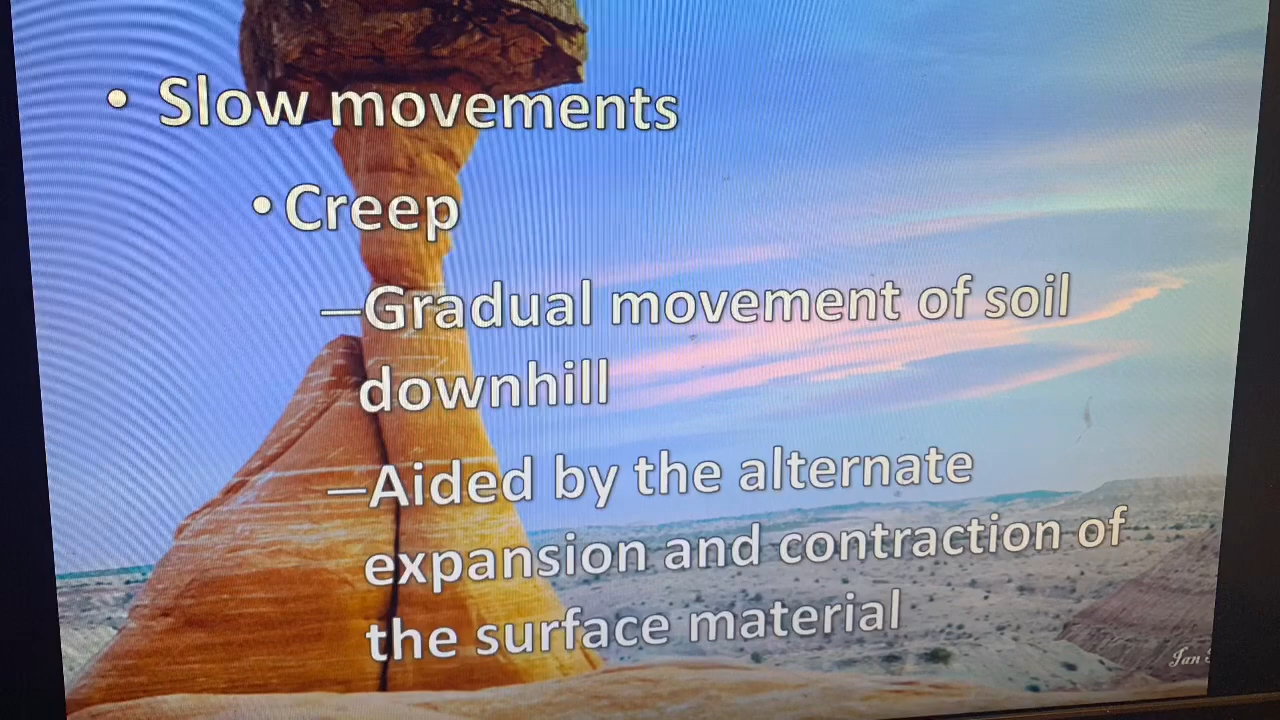 • Slow movements
• Creep
–Gradual movement of soil
downhill
–Aided by the alternate
expansion and contraction of
the surface material
Jan